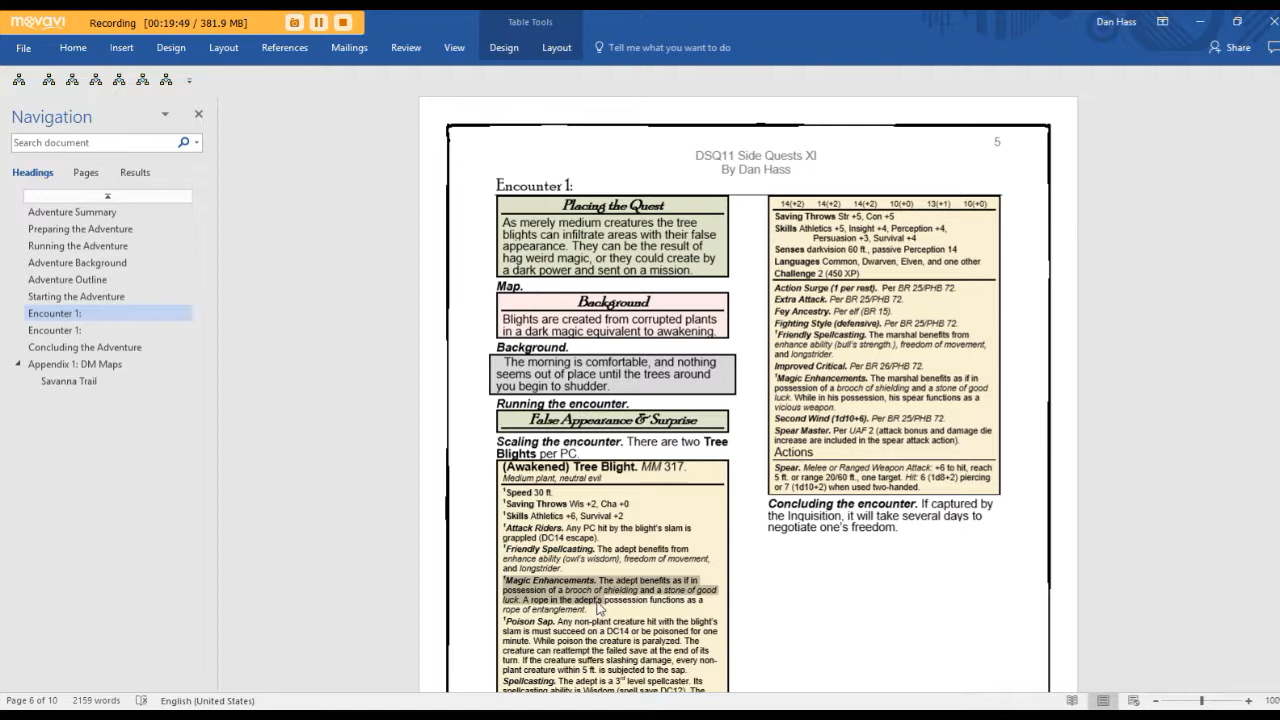 movavi
Recording (00:19:49 / 381.9 MB)
Table Tools
Dan Hass
File Home Insert Design Layout References Mailings Review View Design Layout Tell me what you want to do Share
Navigation
Search document
Headings Pages Results
Adventure Summary
Preparing the Adventure
Running the Adventure
Adventure Background
Adventure Outline
Starting the Adventure
Encounter 1:
Encounter 1:
Concluding the Adventure
Appendix 1: DM Maps
Savanna Trail
5
DSQ11 Side Quests XI
By Dan Hass
Encounter 1:
Placing the Quest
As merely medium creatures the tree
blights can infiltrate areas with their false
appearance. They can be the result of
hag weird magic, or they could create by
a dark power and sent on a mission.
Map.
Background
Blights are created from corrupted plants
in a dark magic equivalent to awakening.
Background.
The morning is comfortable, and nothing
seems out of place until the trees around
you begin to shudder.
Running the encounter.
False Appearance & Surprise
Scaling the encounter. There are two Tree
Blights per PC.
(Awakened) Tree Blight. MM 317.
Medium plant, neutral evil
¹Speed 30 ft.
¹Saving Throws Wis +2, Cha +0
¹Skills Athletics +6, Survival +2
¹Attack Riders. Any PC hit by the blight's slam is
grappled (DC14 escape).
¹Friendly Spellcasting. The adept benefits from
enhance ability (owl's wisdom), freedom of movement,
and longstrider.
¹Magic Enhancements. The adept benefits as if in
possession of a brooch of shielding and a stone of good
luck. A rope in the adept's possession functions as a
rope of entanglement.
¹Poison Sap. Any non-plant creature hit with the blight's
slam is must succeed on a DC14 or be poisoned for one
minute. While poison the creature is paralyzed. The
creature can reattempt the failed save at the end of its
turn. If the creature suffers slashing damage, every non-
plant creature within 5 ft. is subjected to the sap.
Spellcasting. The adept is a 3rd level spellcaster. Its
spellcasting ability is Wisdom (spell save DC12). The
14(+2) 14(+2) 14(+2) 10(+0) 13(+1) 10(+0)
Saving Throws Str +5, Con +5
Skills Athletics +5, Insight +4, Perception +4,
Persuasion +3, Survival +4
Senses darkvision 60 ft., passive Perception 14
Languages Common, Dwarven, Elven, and one other
Challenge 2 (450 XP)
Action Surge (1 per rest). Per BR 25/PHB 72.
Extra Attack. Per BR 25/PHB 72.
Fey Ancestry. Per elf (BR 15).
Fighting Style (defensive). Per BR 25/PHB 72.
¹Friendly Spellcasting. The marshal benefits from
enhance ability (bull's strength.), freedom of movement,
and longstrider.
Improved Critical. Per BR 26/PHB 72.
¹Magic Enhancements. The marshal benefits as if in
possession of a brooch of shielding and a stone of good
luck. While in his possession, his spear functions as a
vicious weapon.
Second Wind (1d10+6). Per BR 25/PHB 72.
Spear Master. Per UAF 2 (attack bonus and damage die
increase are included in the spear attack action).
Actions
Spear. Melee or Ranged Weapon Attack: +6 to hit, reach
5 ft. or range 20/60 ft., one target. Hit: 6 (1d8+2) piercing
or 7 (1d10+2) when used two-handed.
Concluding the encounter. If captured by
the Inquisition, it will take several days to
negotiate one's freedom.
Page 6 of 10 2159 words English (United States) 100